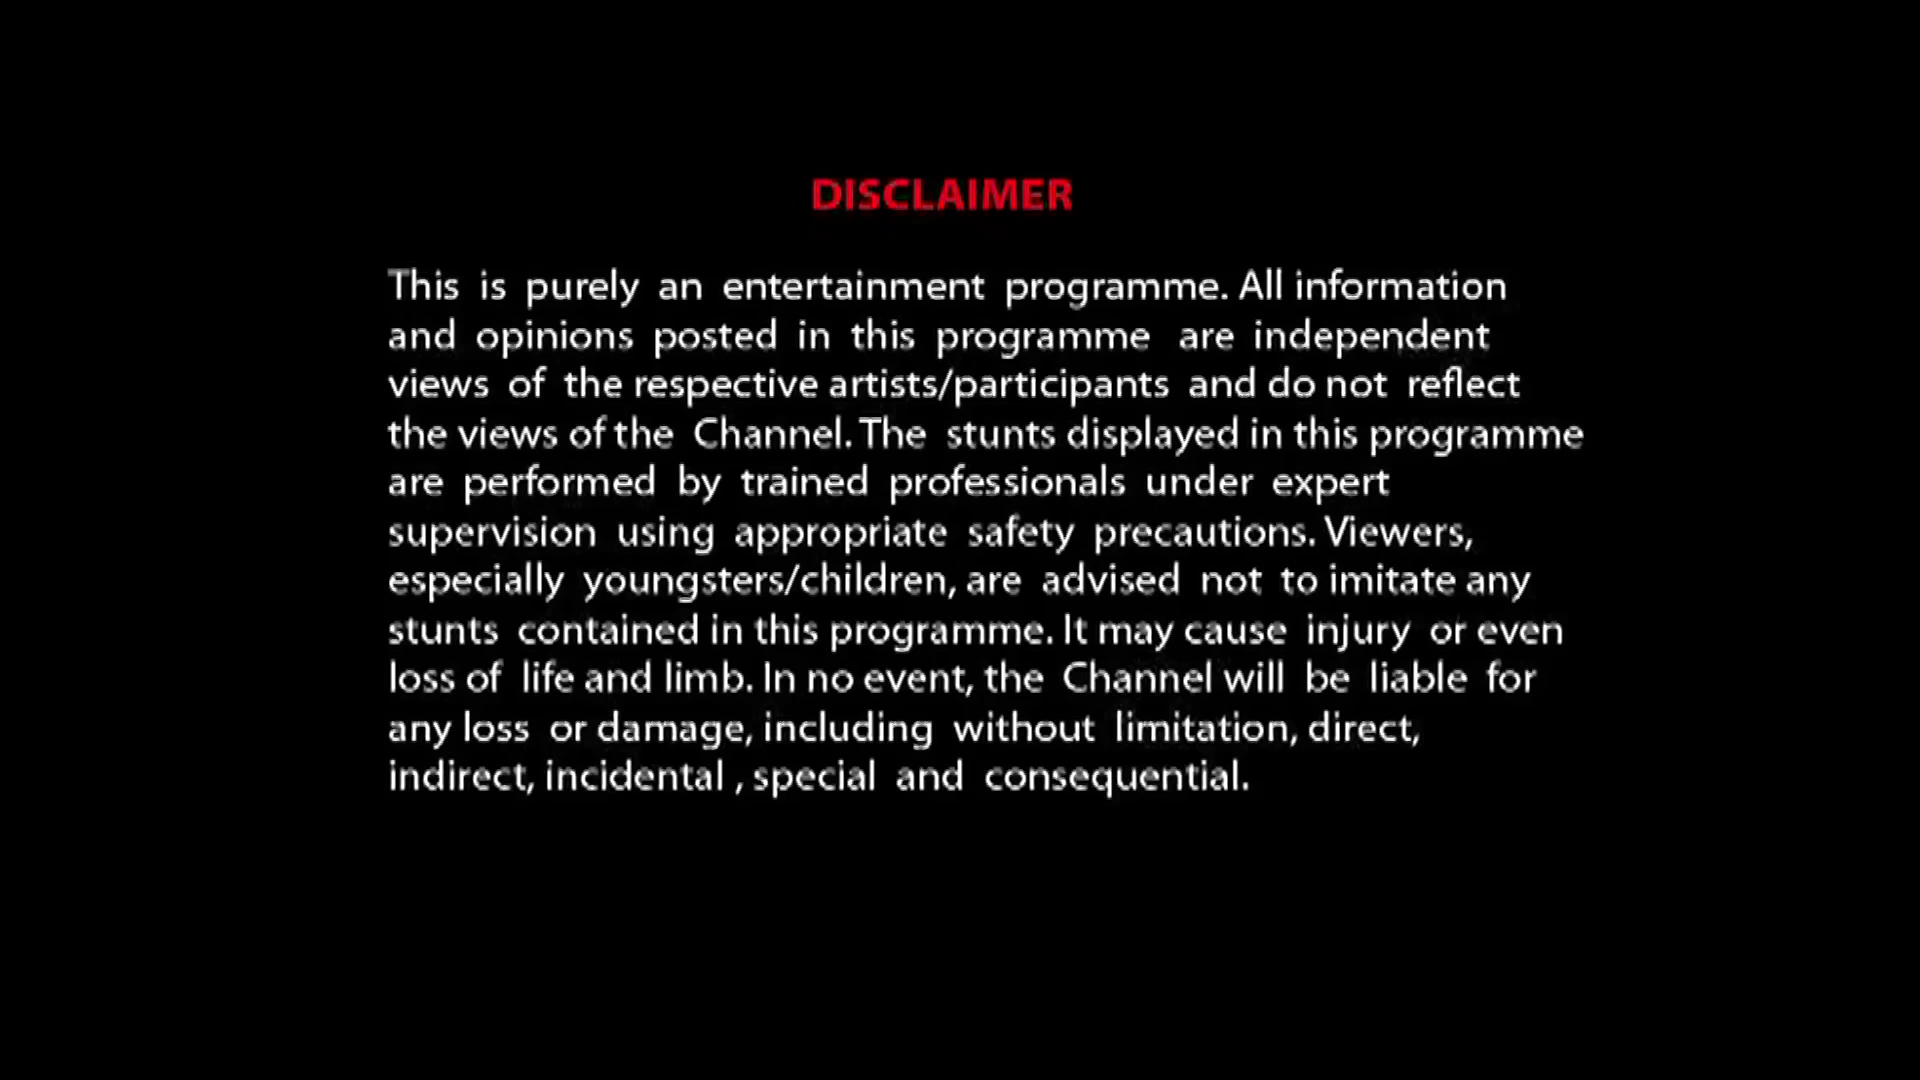 DISCLAIMER
This is purely an entertainment programme. All information
and opinions posted in this programme are independent
views of the respective artists/participants and do not reflect
the views of the Channel. The stunts displayed in this programme
are performed by trained professionals under expert
supervision using appropriate safety precautions. Viewers,
especially youngsters/children, are advised not to imitate any
stunts contained in this programme. It may cause injury or even
loss of life and limb. In no event, the Channel will be liable for
any loss or damage, including without limitation, direct,
indirect, incidental , special and consequential.